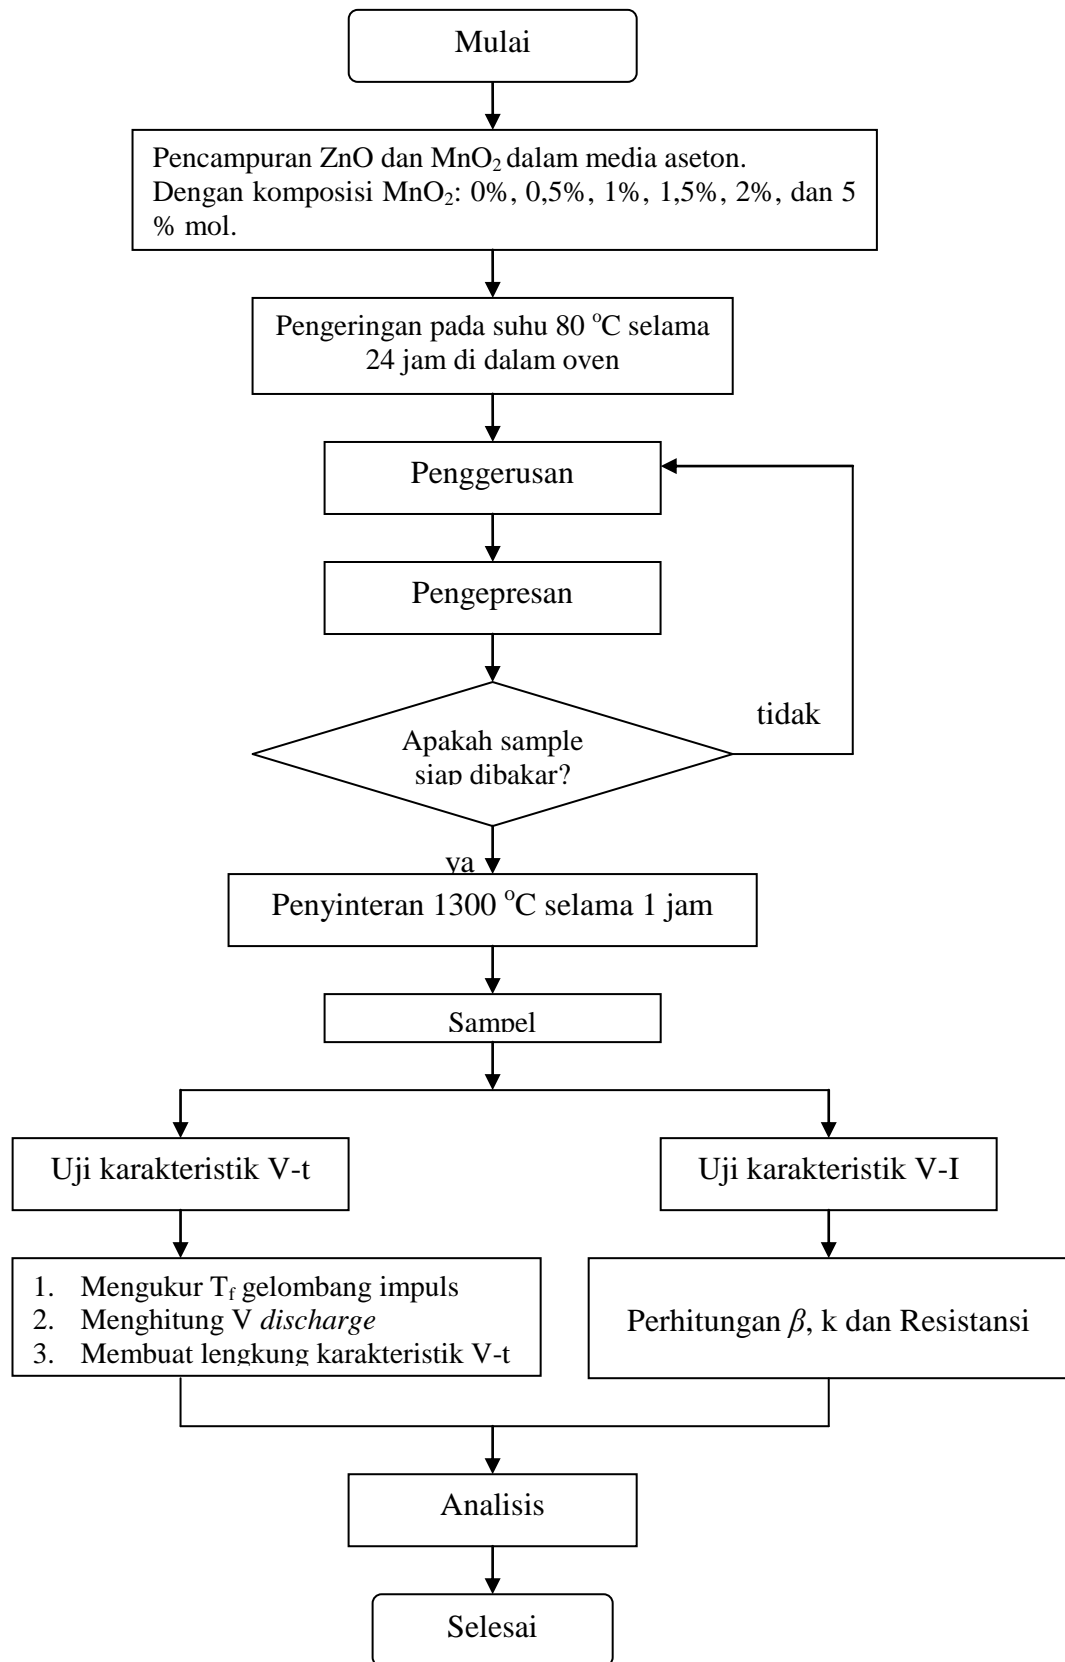 Mulai
Pencampuran ZnO dan MnO₂ dalam media aseton.
Dengan komposisi MnO₂: 0%, 0,5%, 1%, 1,5%, 2%, dan 5
% mol.
Pengeringan pada suhu 80 °C selama
24 jam di dalam oven
Penggerusan
Pengepresan
tidak
Apakah sample
siap dibakar?
ya
Penyinteran 1300 °C selama 1 jam
Sampel
Uji karakteristik V-t
Uji karakteristik V-I
1. Mengukur T_f gelombang impuls
2. Menghitung V discharge
3. Membuat lengkung karakteristik V-t
Perhitungan β, k dan Resistansi
Analisis
Selesai